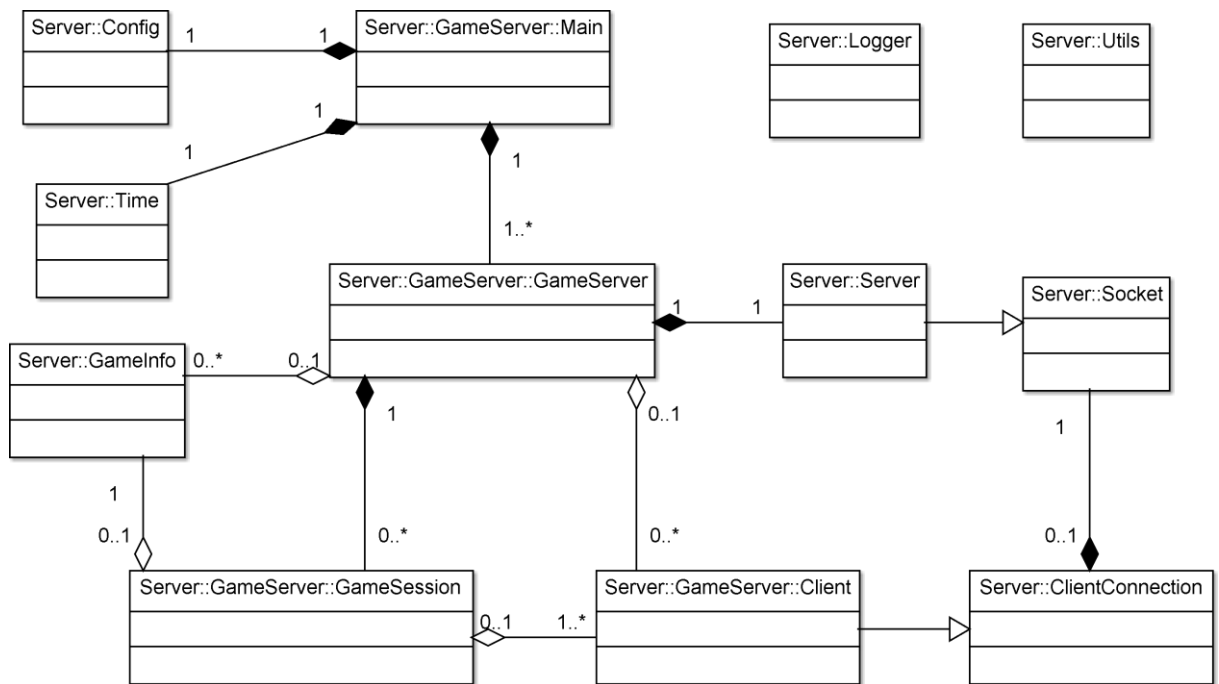 Server::Config
1
1
Server::GameServer::Main
Server::Logger
Server::Utils
1
1
1
Server::Time
1..*
Server::GameServer::GameServer
Server::Server
Server::Socket
1
1
Server::GameInfo
0..*
0..1
1
0..1
1
1
0..1
0..*
0..*
0..1
Server::GameServer::GameSession
Server::GameServer::Client
Server::ClientConnection
0..1
1..*